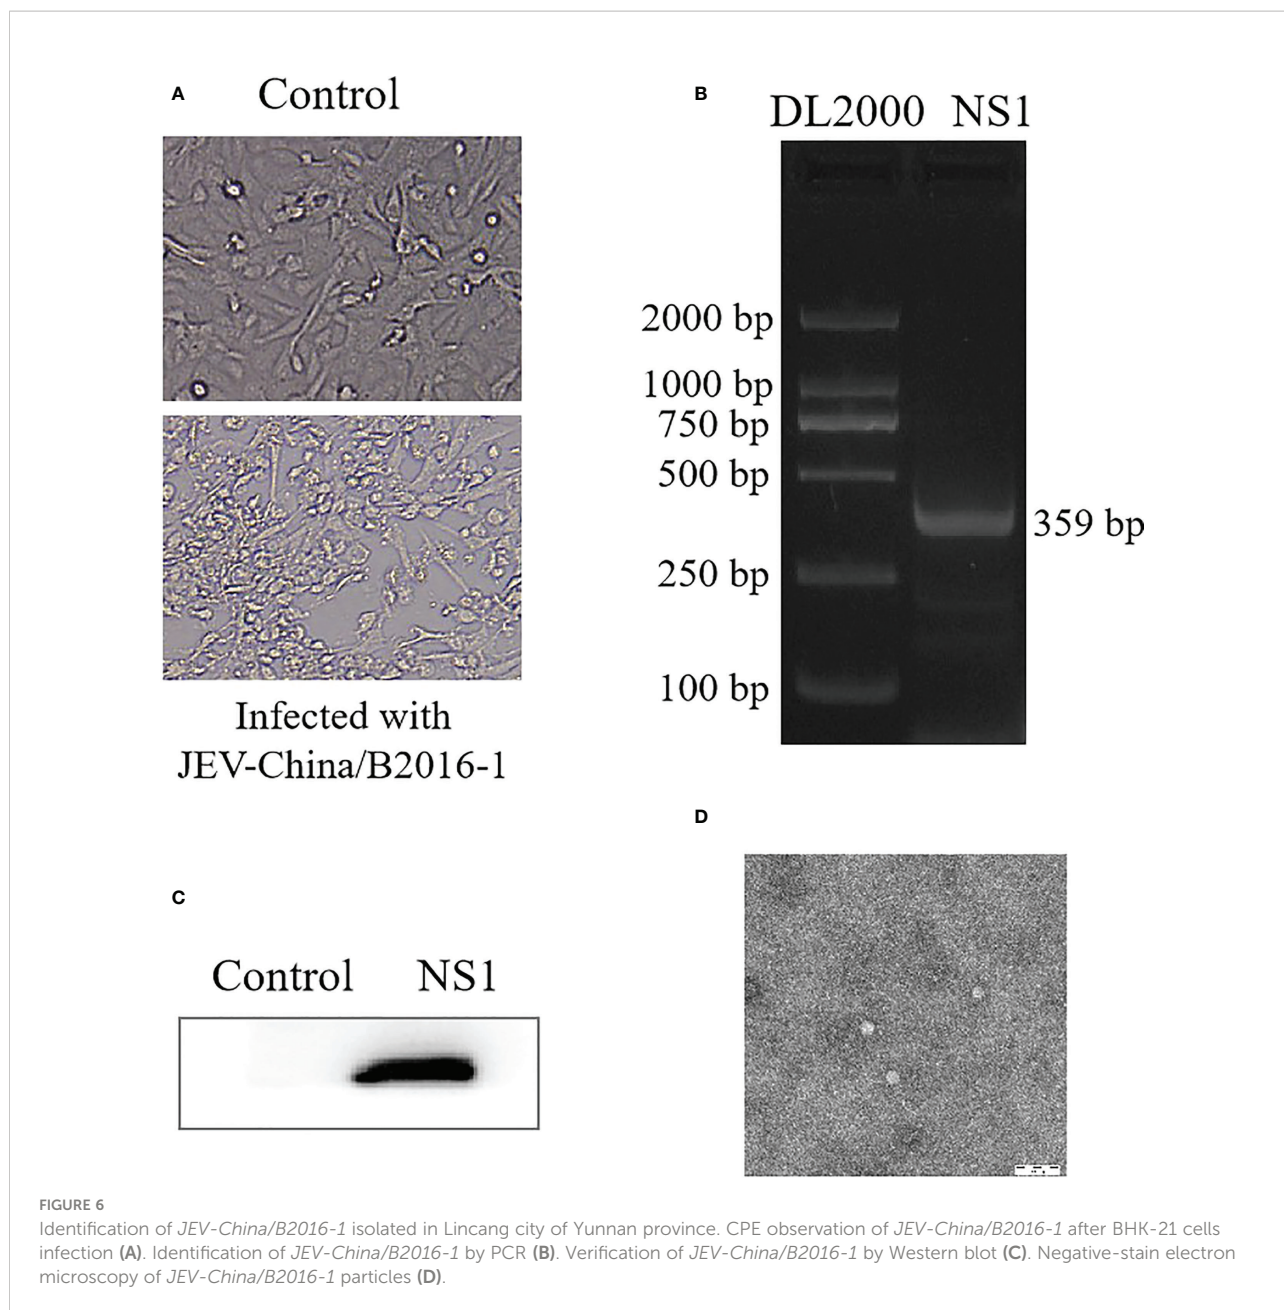 A
Control
Infected with
JEV-China/B2016-1
B
DL2000 NS1
2000 bp
1000 bp
750 bp
500 bp
359 bp
250 bp
100 bp
C
Control NS1
D
FIGURE 6
Identification of JEV-China/B2016-1 isolated in Lincang city of Yunnan province. CPE observation of JEV-China/B2016-1 after BHK-21 cells
infection (A). Identification of JEV-China/B2016-1 by PCR (B). Verification of JEV-China/B2016-1 by Western blot (C). Negative-stain electron
microscopy of JEV-China/B2016-1 particles (D).